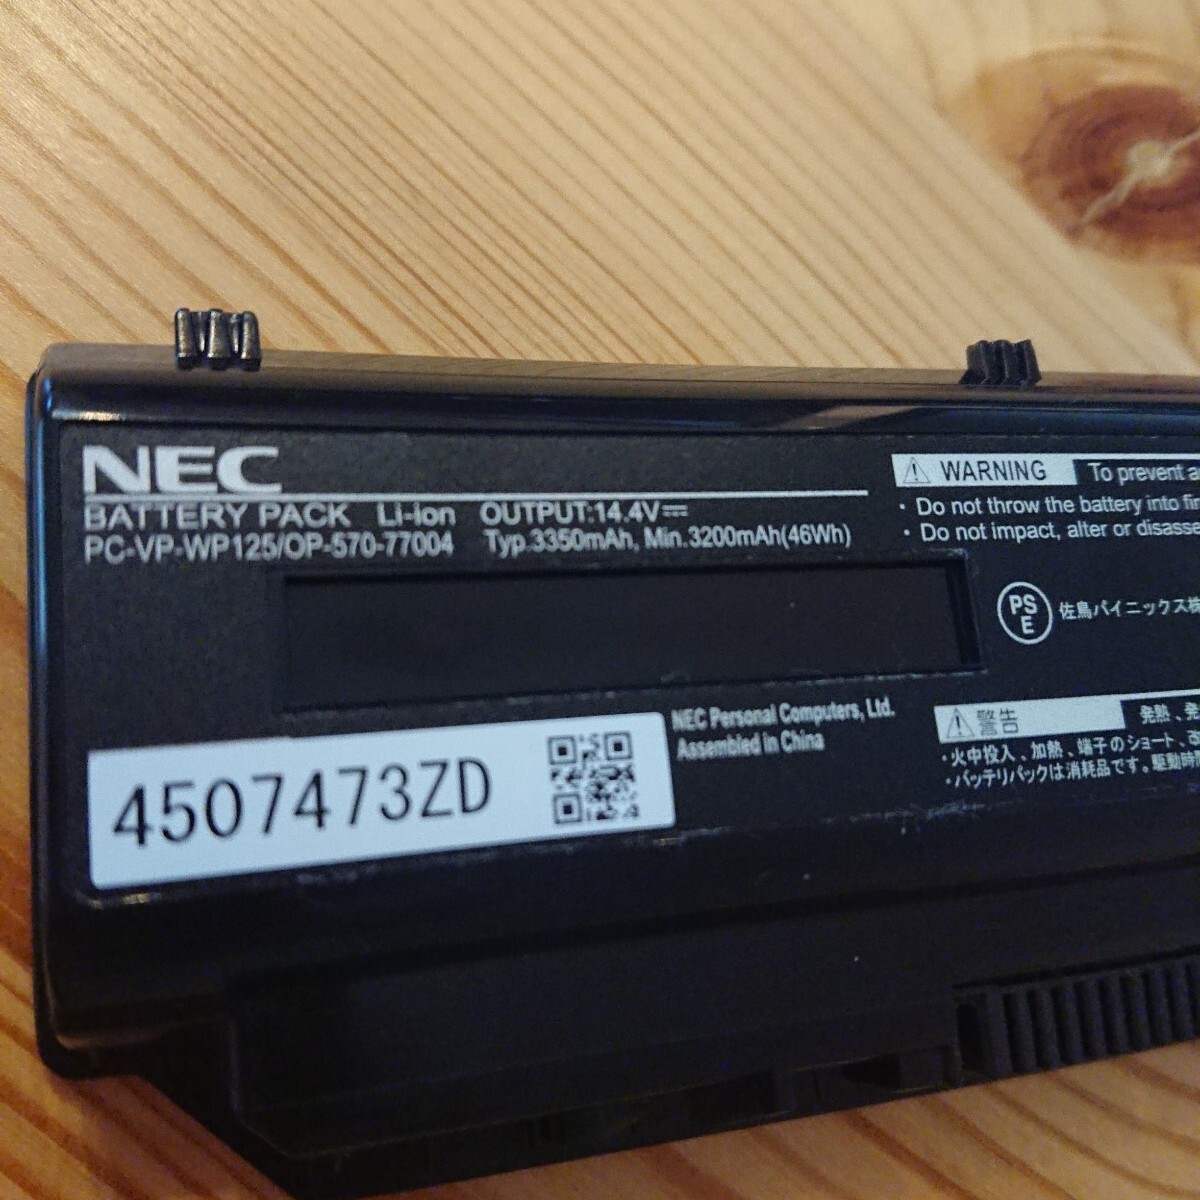 NEC
BATTERY PACK Li-ion OUTPUT:14.4V⎓
PC-VP-WP125/OP-570-77004 Typ.3350mAh, Min.3200mAh(46Wh)
⚠ WARNING To prevent
・Do not throw the battery into
・Do not impact, alter or
PS
E
佐鳥パイニックス
NEC Personal Computers, Ltd.
Assembled in China
4507473ZD
⚠ 警告 発熱、
・火中投入、加熱、端子のショート、
・バッテリパックは消耗品です。駆動時